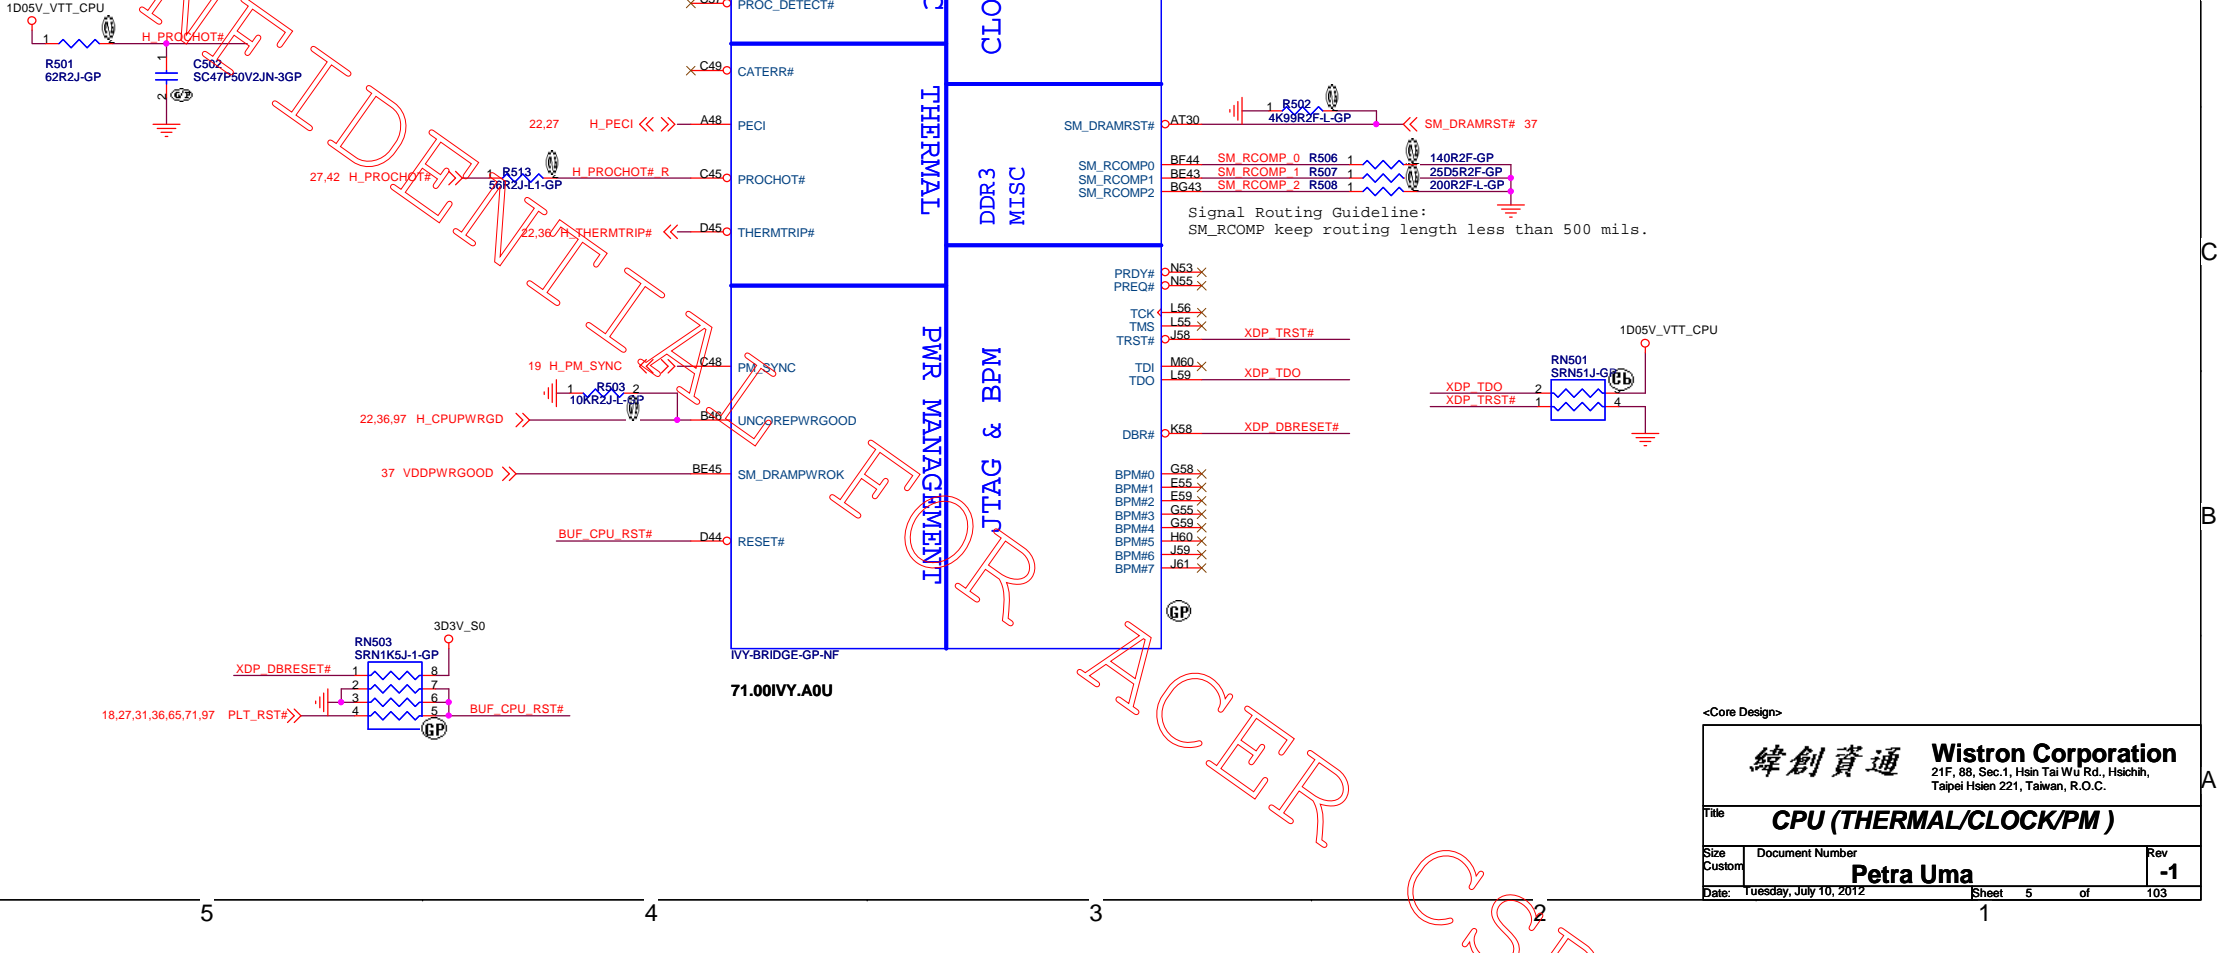 1D05V_VTT_CPU
1
2
H_PROCHOT#
R501
62R2J-GP
1
C502
SC47P50V2JN-3GP
2
PROC_DETECT#
C49
CATERR#
22,27 H_PECI
A48
PECI
27,42 H_PROCHOT#
1
R513
56R2J-L1-GP
H_PROCHOT#_R
C45
PROCHOT#
22,36 H_THERMTRIP#
D45
THERMTRIP#
THERMAL
19 H_PM_SYNC
C48
PM_SYNC
1
R503
2
10KR2J-L-GP
22,36,97 H_CPUPWRGD
B46
UNCOREPWRGOOD
37 VDDPWRGOOD
BE45
SM_DRAMPWROK
BUF_CPU_RST#
D44
RESET#
PWR MANAGEMENT
CLO
DDR3
MISC
SM_DRAMRST#
AT30
1
R502
4K99R2F-L-GP
SM_DRAMRST# 37
SM_RCOMP0 BF44 SM_RCOMP_0 R506 1 140R2F-GP
SM_RCOMP1 BE43 SM_RCOMP_1 R507 1 25D5R2F-GP
SM_RCOMP2 BG43 SM_RCOMP_2 R508 1 200R2F-L-GP
Signal Routing Guideline:
SM_RCOMP keep routing length less than 500 mils.
JTAG & BPM
PRDY# N53
PREQ# N55
TCK L56
TMS L55
TRST# J58 XDP_TRST#
TDI M60
TDO L59 XDP_TDO
DBR# K58 XDP_DBRESET#
BPM#0 G58
BPM#1 E55
BPM#2 E59
BPM#3 G55
BPM#4 G59
BPM#5 H60
BPM#6 J59
BPM#7 J61
GP
IVY-BRIDGE-GP-NF
71.00IVY.A0U
1D05V_VTT_CPU
RN501
SRN51J-GP
XDP_TDO 2
XDP_TRST# 1 4
3D3V_S0
RN503
SRN1K5J-1-GP
XDP_DBRESET# 1 8
2 7
3 6
18,27,31,36,65,71,97 PLT_RST# 4 5 BUF_CPU_RST#
GP
C
B
A
<Core Design>
緯創資通
Wistron Corporation
21F, 88, Sec.1, Hsin Tai Wu Rd., Hsichih,
Taipei Hsien 221, Taiwan, R.O.C.
Title
CPU (THERMAL/CLOCK/PM )
Size
Custom
Document Number
Petra Uma
Rev
-1
Date: Tuesday, July 10, 2012
Sheet 5 of 103
5 4 3 2 1
NFIDENTIAL FOR ACER CS